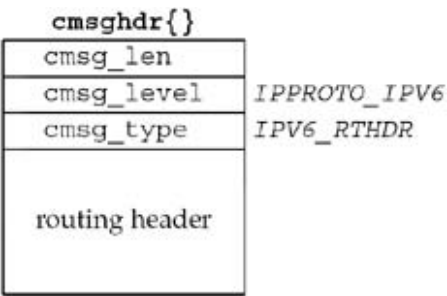 cmsghdr{}
cmsg_len
cmsg_level IPPROTO_IPV6
cmsg_type IPV6_RTHDR
routing header